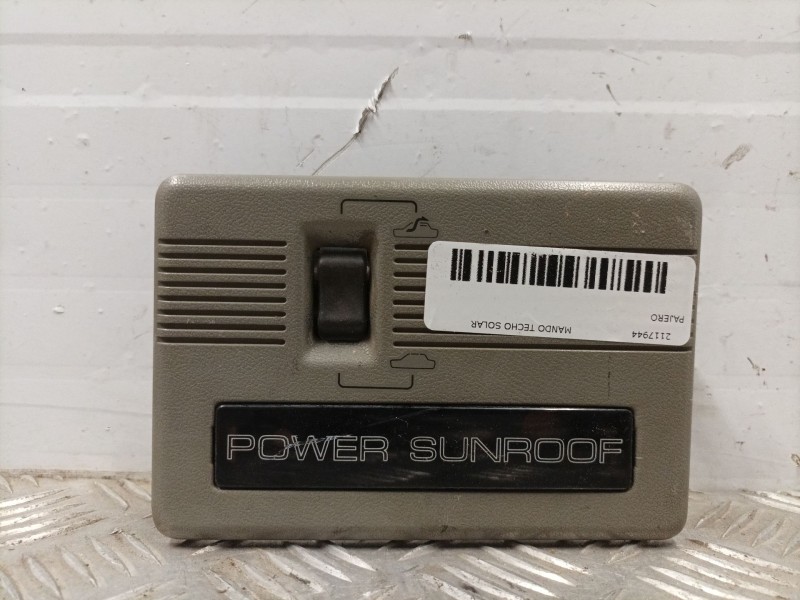 POWER SUNROOF
2117944 MANDO TECHO SOLAR
PAJERO